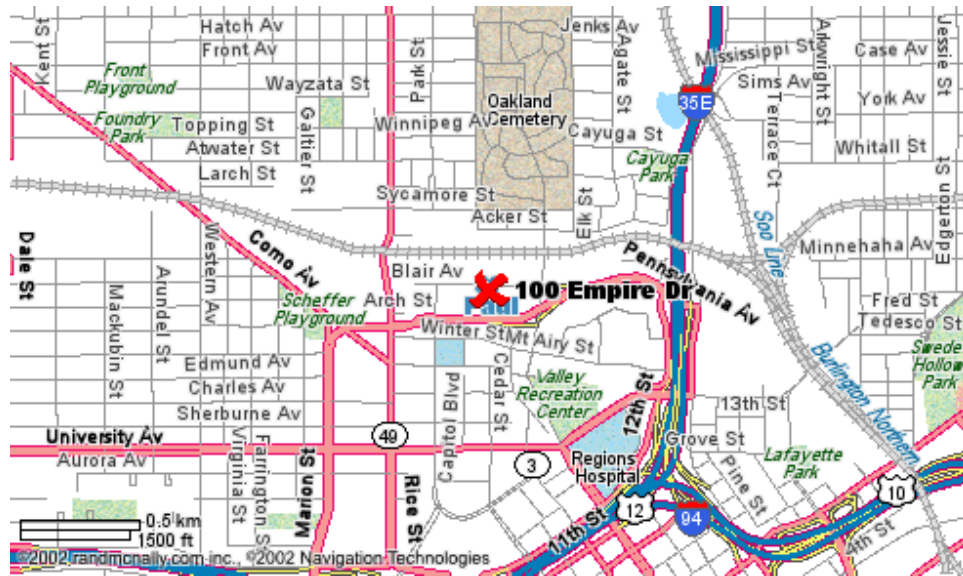 Hatch Av
Front Av
Kent St
Front
Playground
Wayzata St
Foundry
Park
Topping St
Atwater St
Larch St
Galtier St
Park St
Winnipeg Av
Sycamore St
Oakland
Cemetery
Acker St
Jenks Av
Agate St
Cayuga St
Cayuga
Park
Elk St
35E
Mississippi St
Sims Av
Terrace Ct
Arkwright St
Case Av
Jessie St
York Av
Whitall St
Edgerton St
Minnehaha Av
Soo Line
Dale St
Mackubin St
Arundel St
Western Av
Como Av
Scheffer
Playground
Blair Av
Arch St
Paul
100 Empire Dr
Pennsylvania Av
Winter St
Mt Airy St
Fred St
Tedesco St
Swede
Hollow
Park
Burlington Northern
Edmund Av
Charles Av
Sherburne Av
University Av
Aurora Av
Virginia St
Farrington S
Marion St
49
Rice St
Capitol Blvd
Cedar St
Valley
Recreation
Center
3
12th St
13th St
Grove St
Regions
Hospital
Pine St
Lafayette
Park
11th St
12
94
10
4th St
0.5 km
1500 ft
©2002 randmcnally.com inc., ©2002 Navigation Technologies